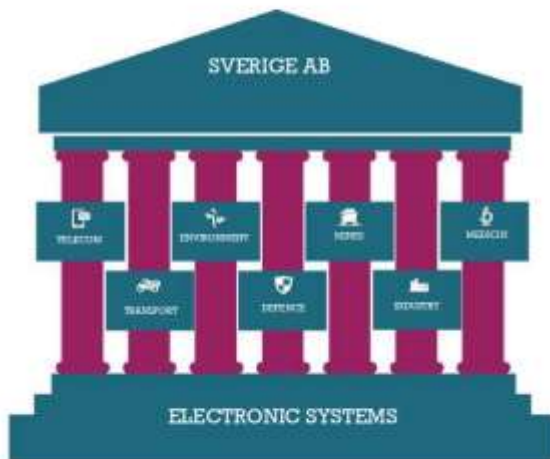 SVERIGE AB
TELECOM
ENVIRONMENT
MINES
MEDICIN
TRANSPORT
DEFENCE
INDUSTRY
ELECTRONIC SYSTEMS